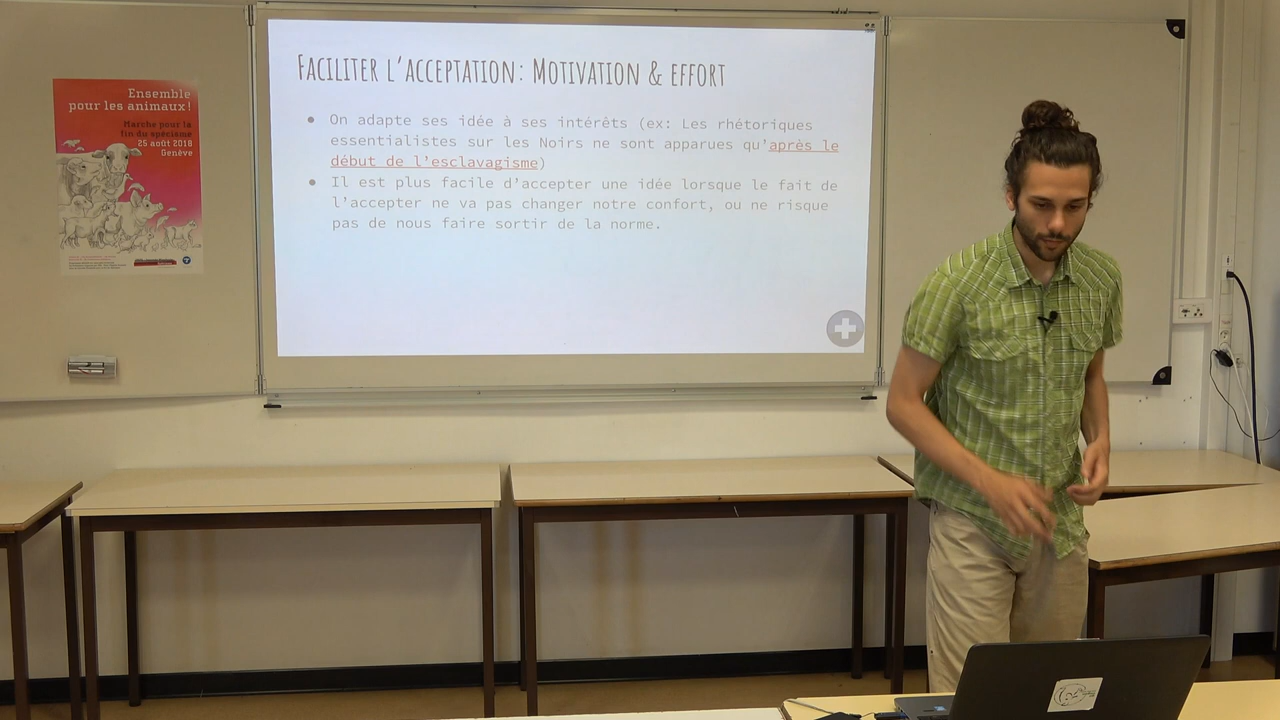 Ensemble
pour les animaux!
Marche pour la
fin du spécisme
25 août 2018
Genève
FACILITER L'ACCEPTATION: MOTIVATION & EFFORT
• On adapte ses idée à ses intérêts (ex: Les rhétoriques
essentialistes sur les Noirs ne sont apparues qu'après le
début de l'esclavagisme)
• Il est plus facile d'accepter une idée lorsque le fait de
l'accepter ne va pas changer notre confort, ou ne risque
pas de nous faire sortir de la norme.